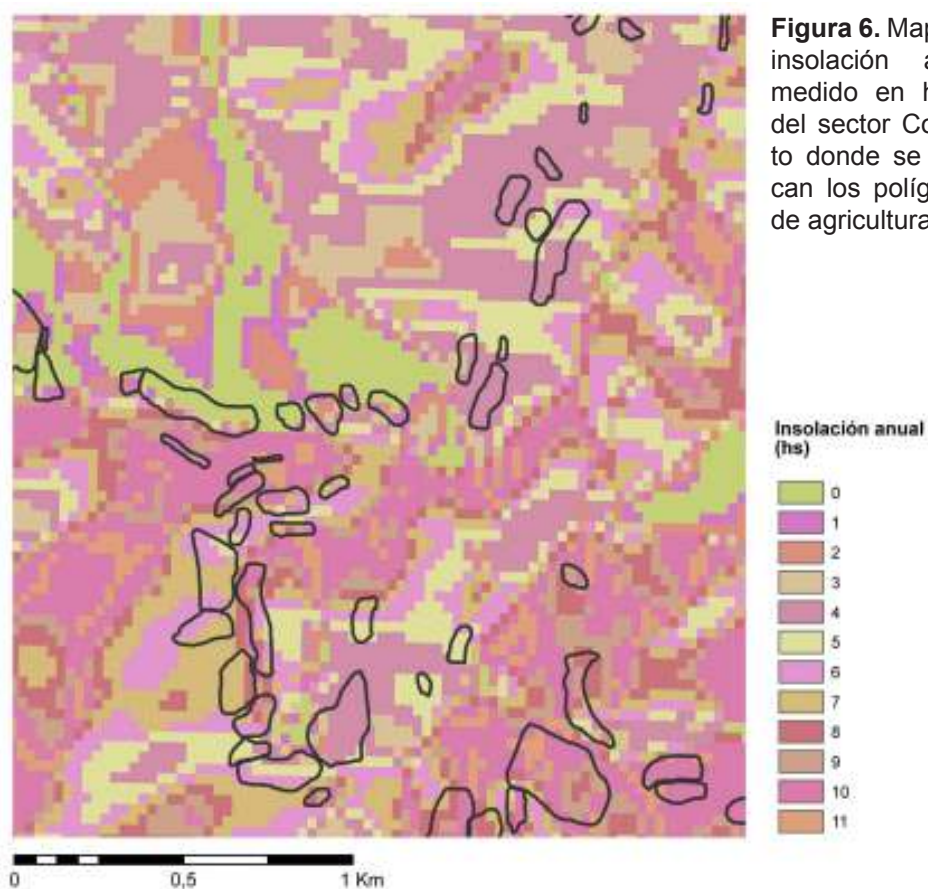 Figura 6. Map
insolación a
medido en h
del sector Co
to donde se
can los políg
de agricultura
Insolación anual
(hs)
0
1
2
3
4
5
6
7
8
9
10
11
0 0,5 1 Km